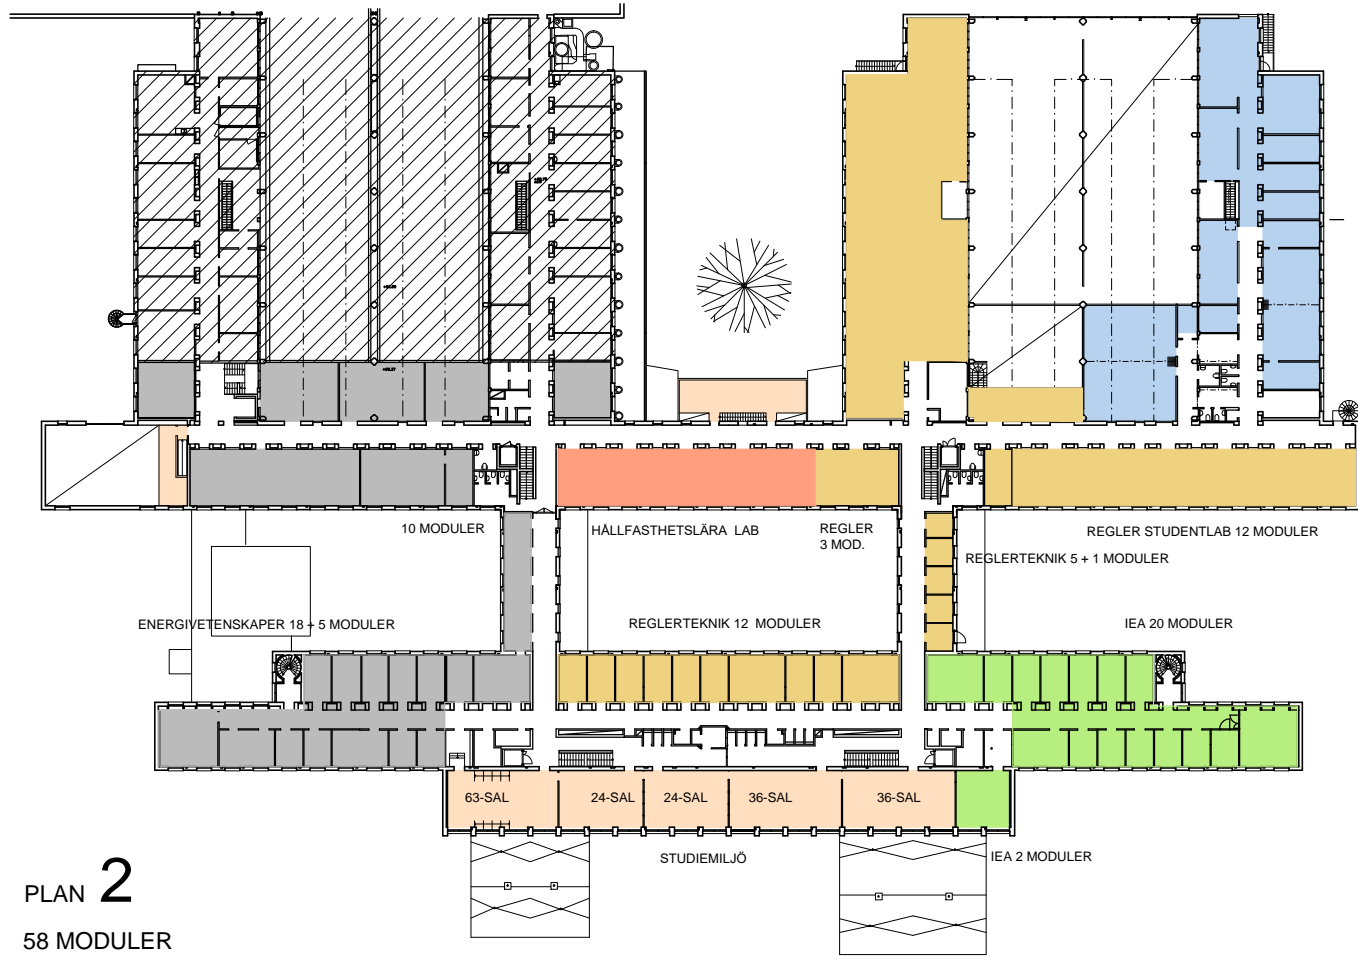 10 MODULER
HÅLLFASTHETSLÄRA LAB
REGLER
3 MOD.
REGLER STUDENTLAB 12 MODULER
REGLERTEKNIK 5 + 1 MODULER
ENERGIVETENSKAPER 18 + 5 MODULER
REGLERTEKNIK 12 MODULER
IEA 20 MODULER
63-SAL
24-SAL
24-SAL
36-SAL
36-SAL
STUDIEMILJÖ
IEA 2 MODULER
PLAN 2
58 MODULER